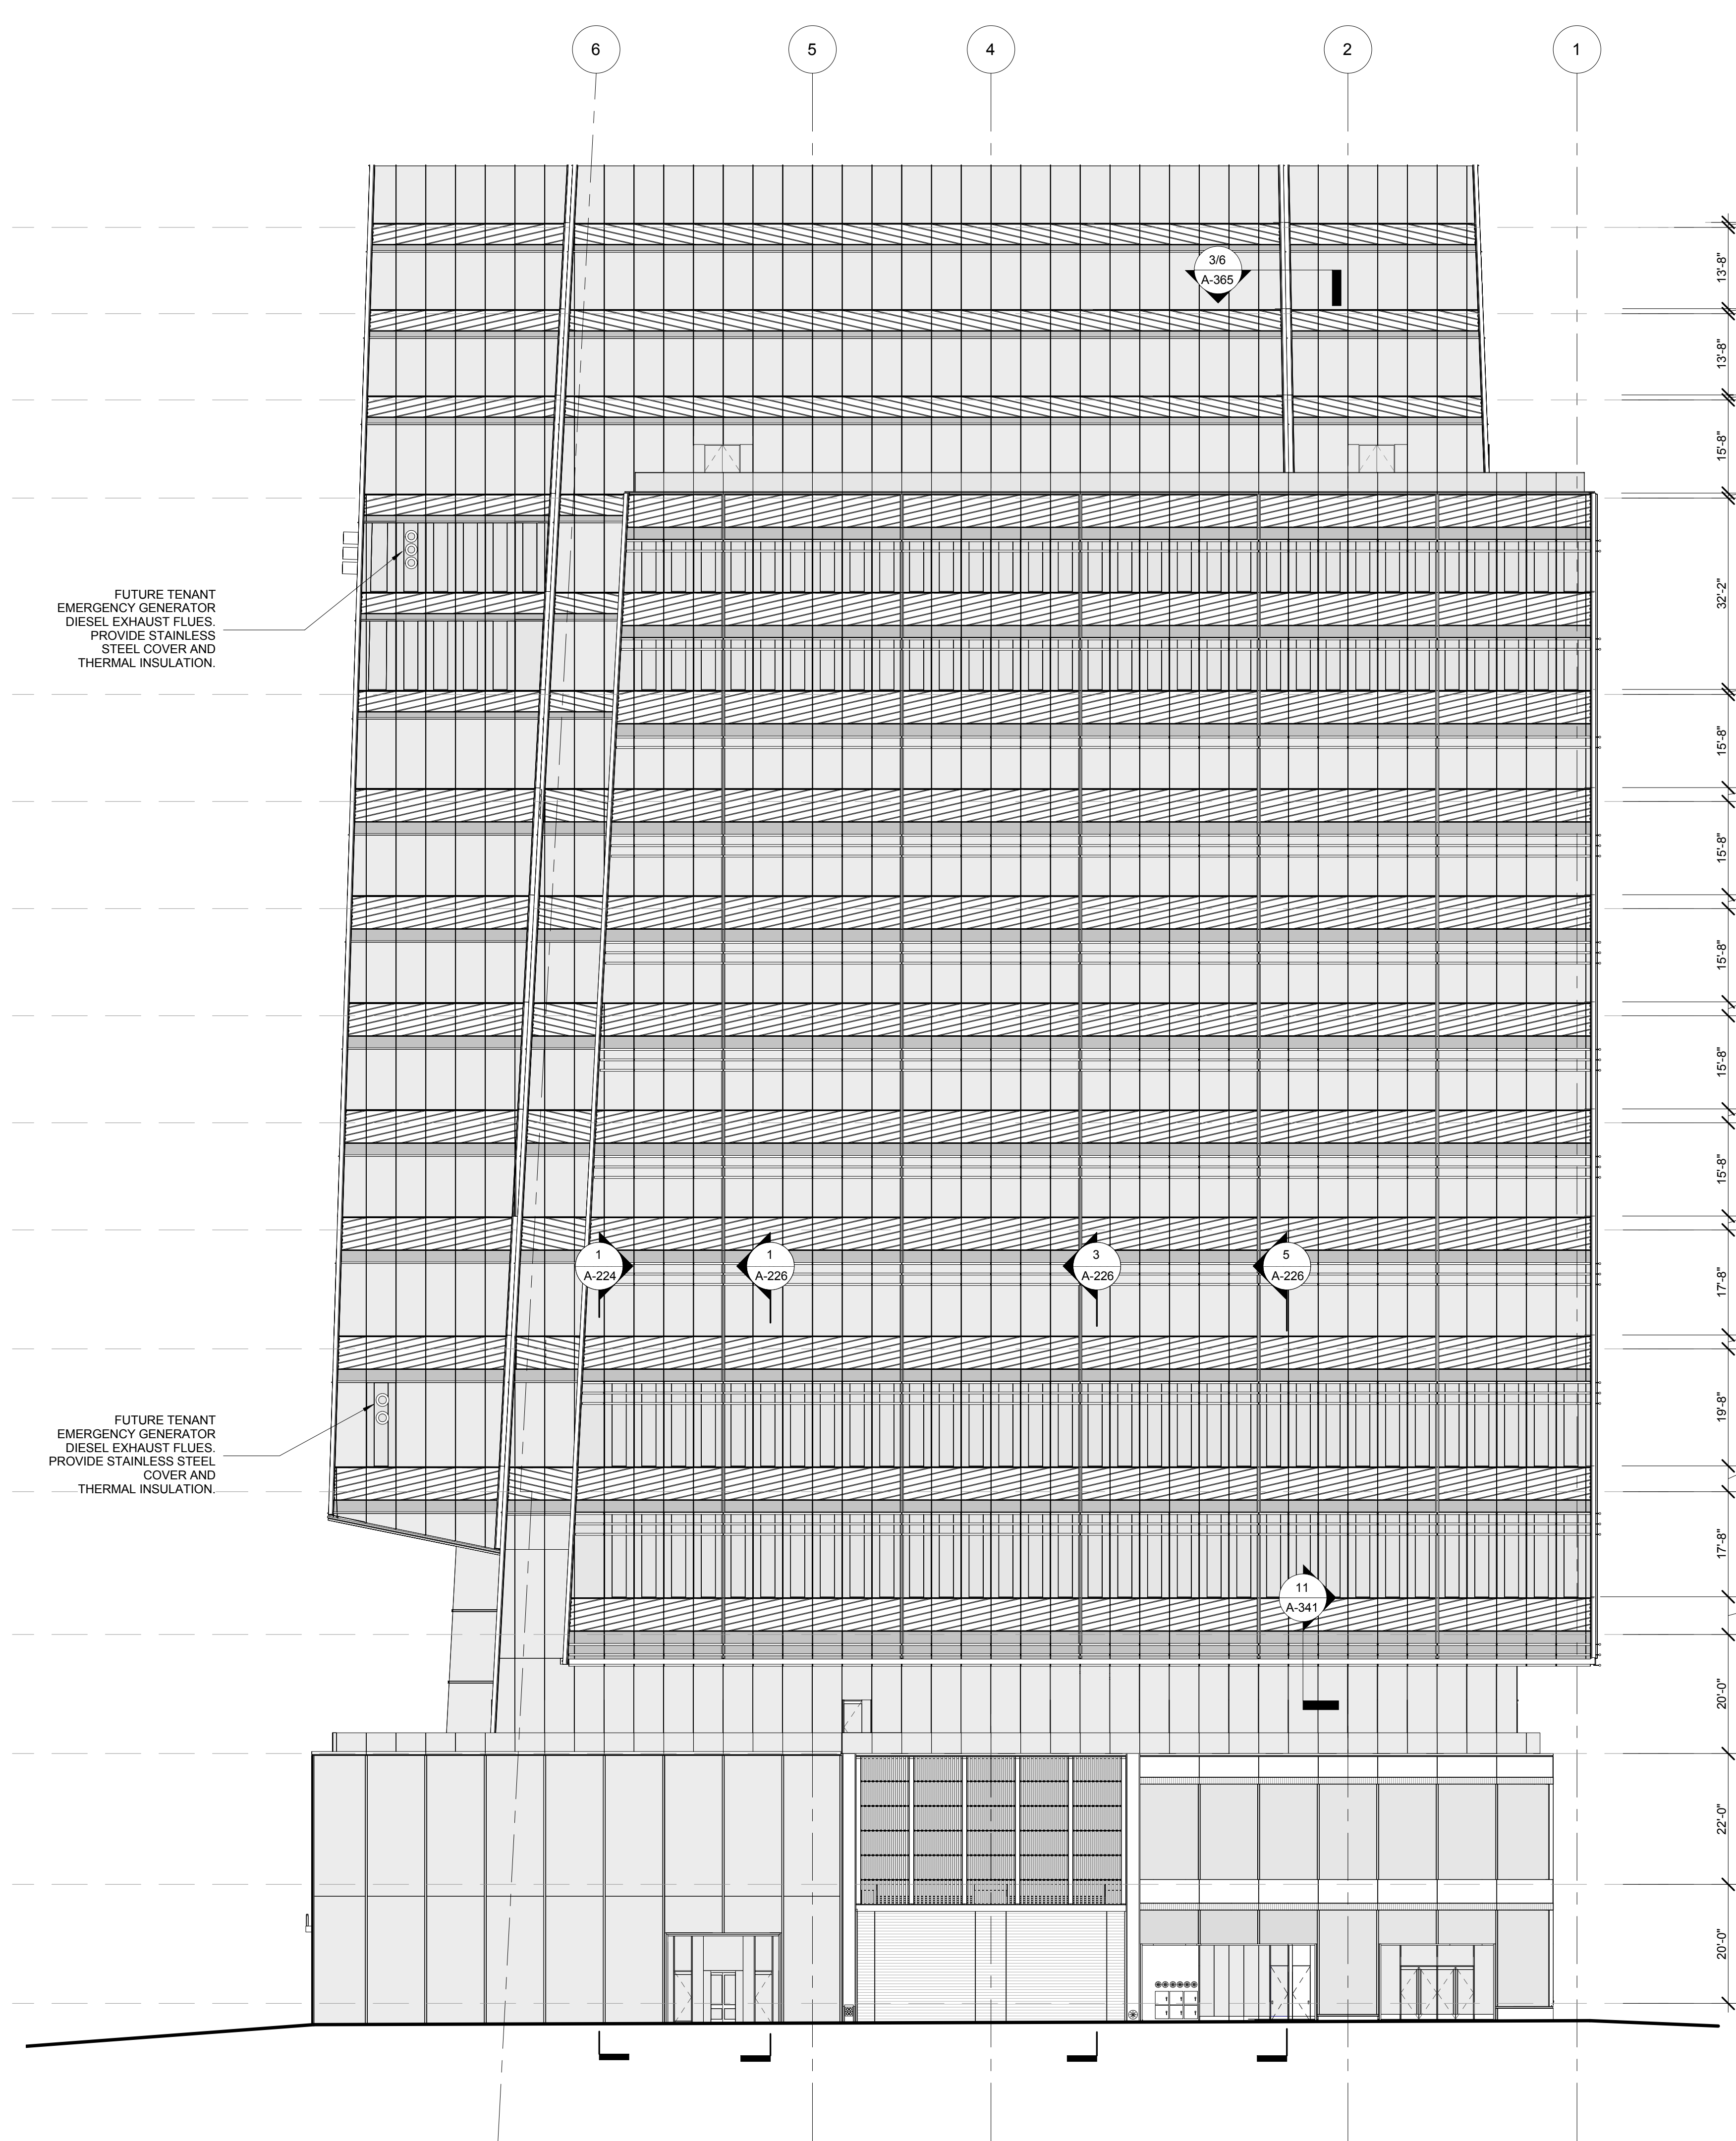 6
5
4
2
1
3/6
A-365
13'-8"
13'-8"
15'-8"
32'-2"
FUTURE TENANT
EMERGENCY GENERATOR
DIESEL EXHAUST FLUES.
PROVIDE STAINLESS
STEEL COVER AND
THERMAL INSULATION.
15'-8"
15'-8"
15'-8"
15'-8"
15'-8"
1
A-224
1
A-226
3
A-226
5
A-226
17'-8"
19'-8"
FUTURE TENANT
EMERGENCY GENERATOR
DIESEL EXHAUST FLUES.
PROVIDE STAINLESS STEEL
COVER AND
THERMAL INSULATION.
17'-8"
11
A-341
20'-0"
22'-0"
20'-0"